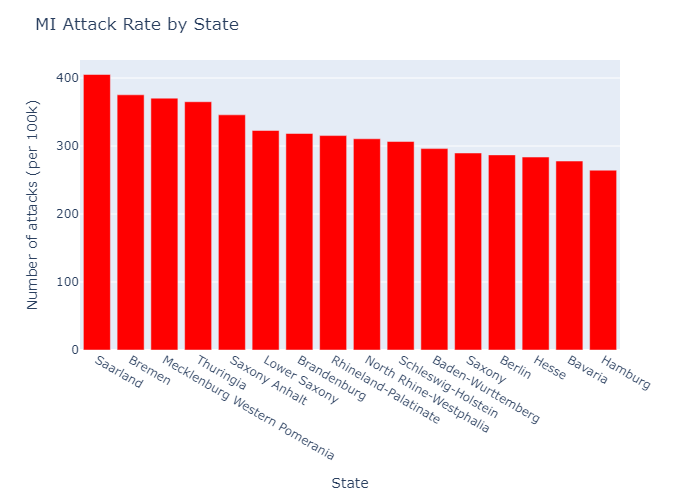 MI Attack Rate by State
Number of attacks (per 100k)
400
300
200
100
0
Saarland
Bremen
Mecklenburg Western Pomerania
Thuringia
Saxony Anhalt
Lower Saxony
Brandenburg
Rhineland-Palatinate
North Rhine-Westphalia
Schleswig-Holstein
Baden-Wurttemberg
Saxony
Berlin
Hesse
Bavaria
Hamburg
State